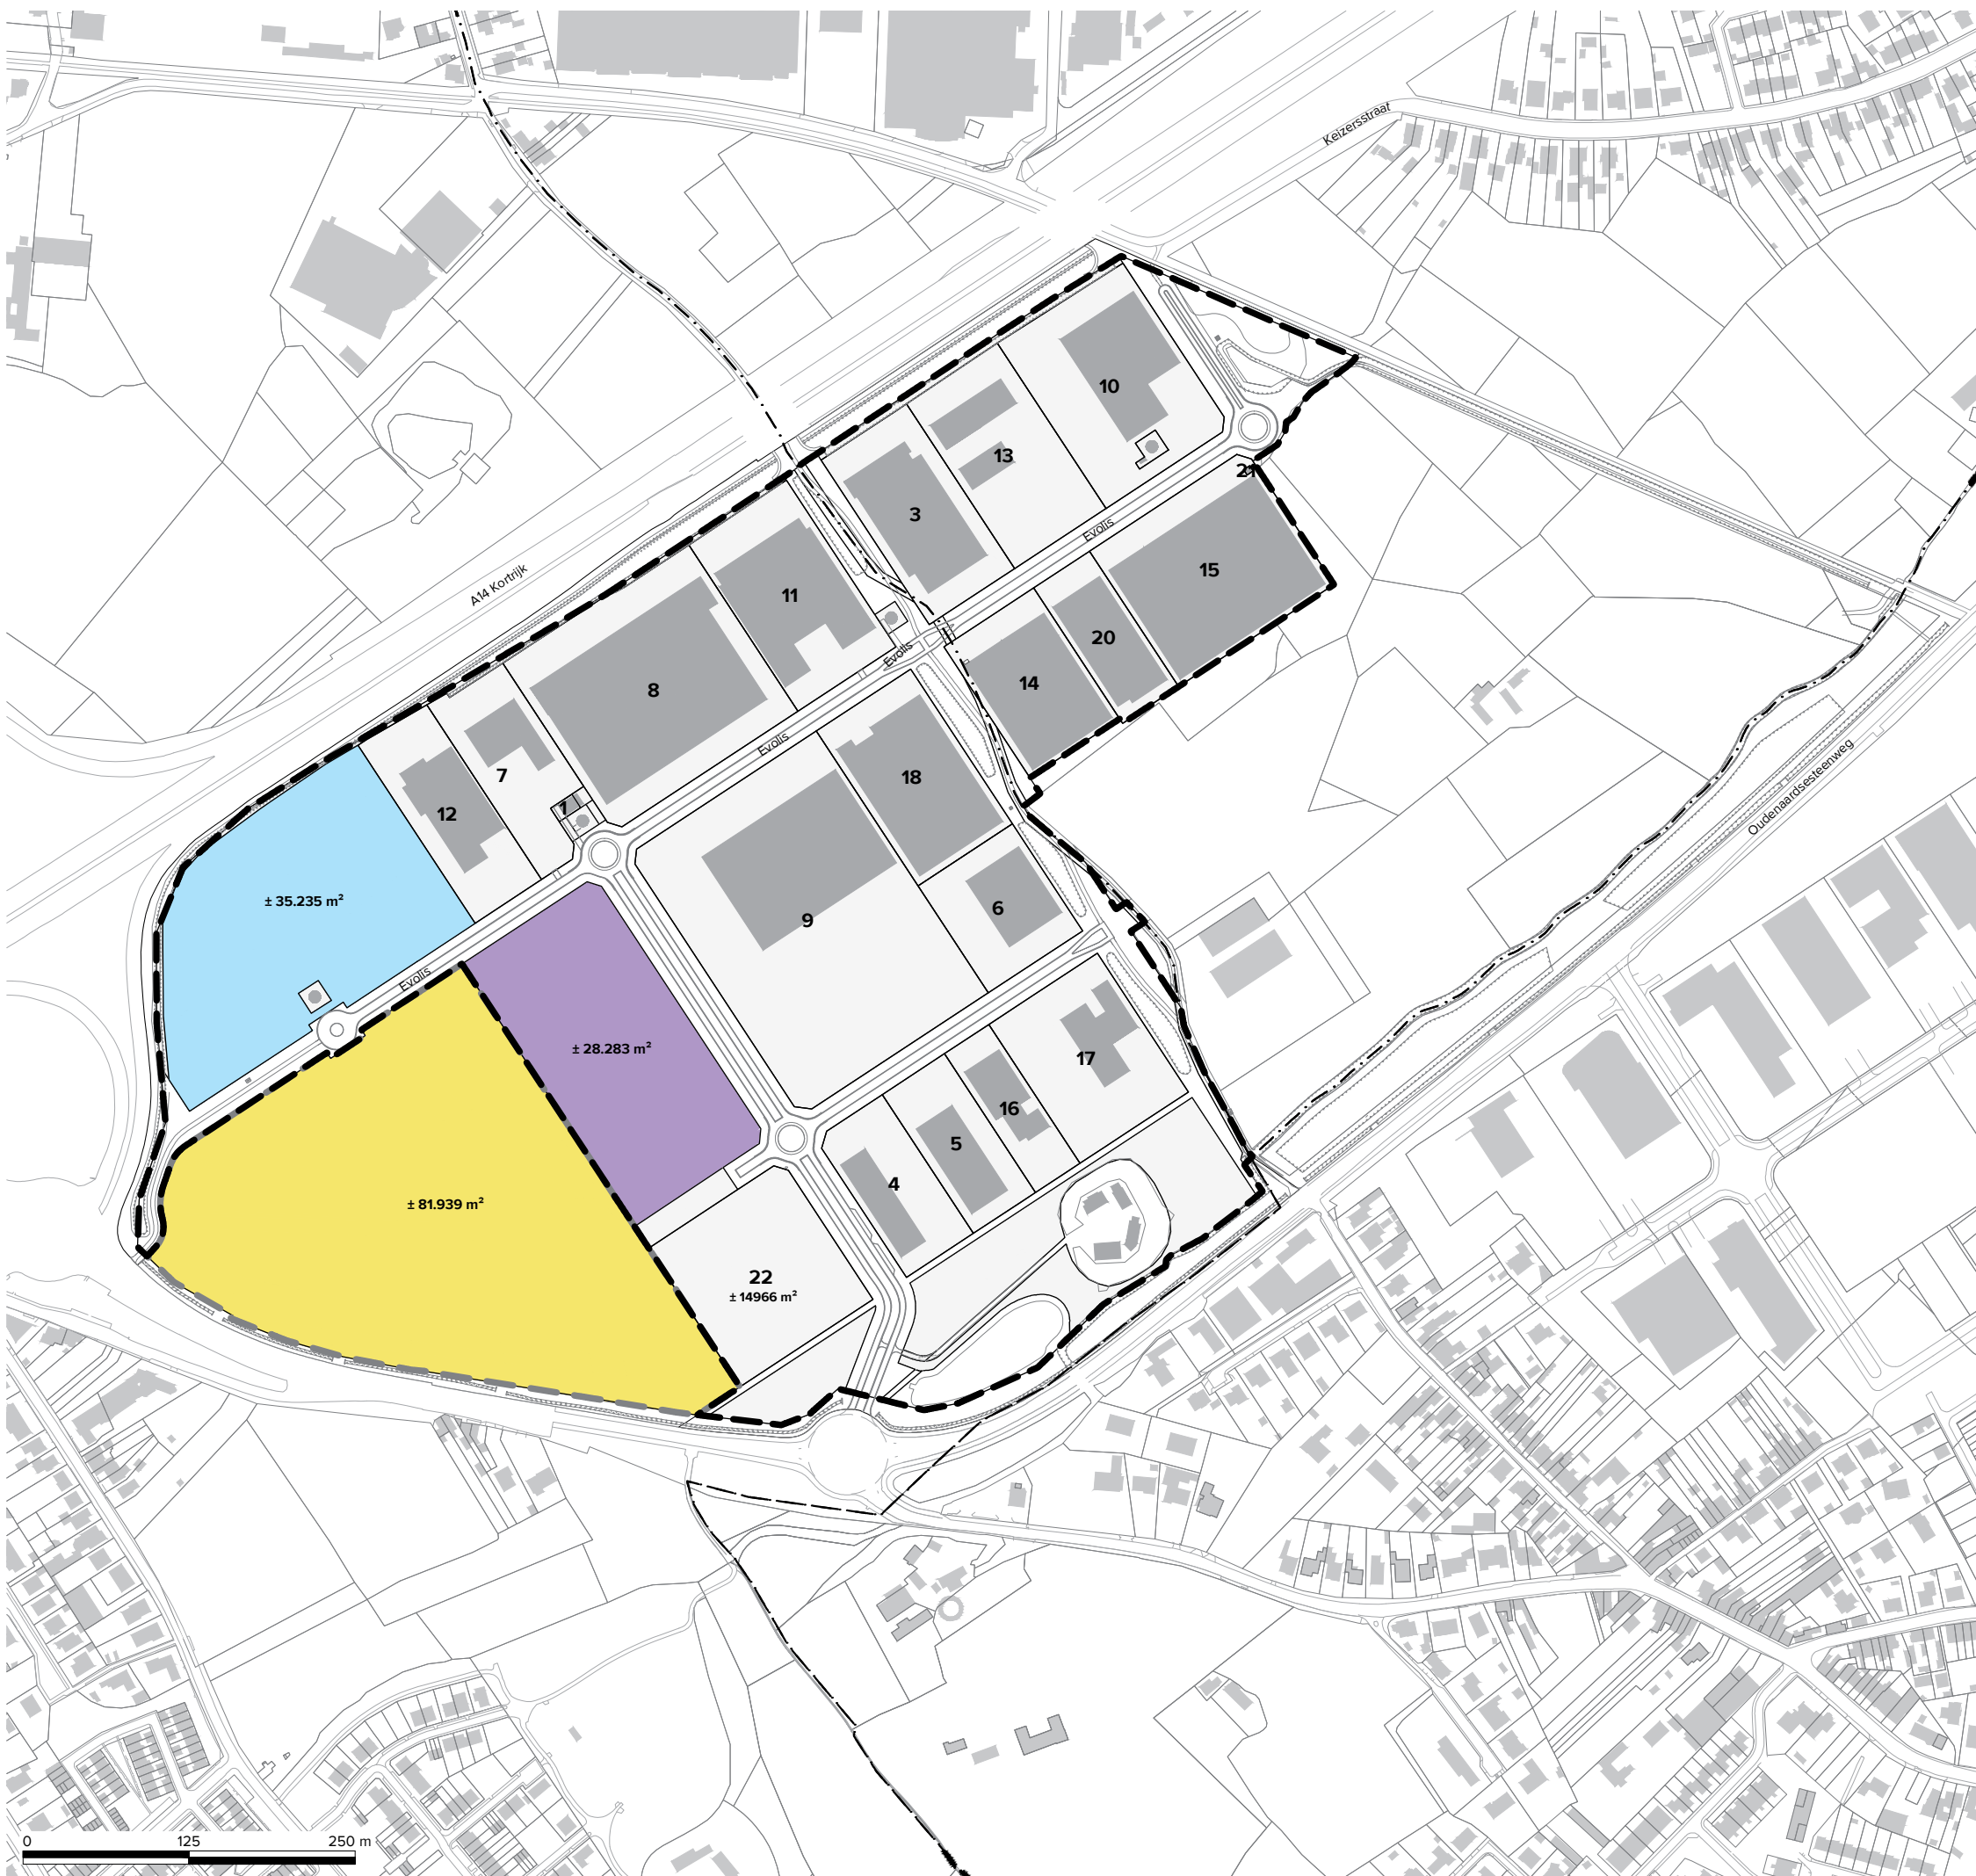 Keizersstraat
10
21
13
3
Evolis
A14 Kortrijk
11
15
20
Evolis
14
8
Evolis
18
7
1
12
Oudenaardsesteenweg
± 35.235 m²
6
9
Evolis
± 28.283 m²
17
16
5
4
± 81.939 m²
22
± 14966 m²
0 125 250 m